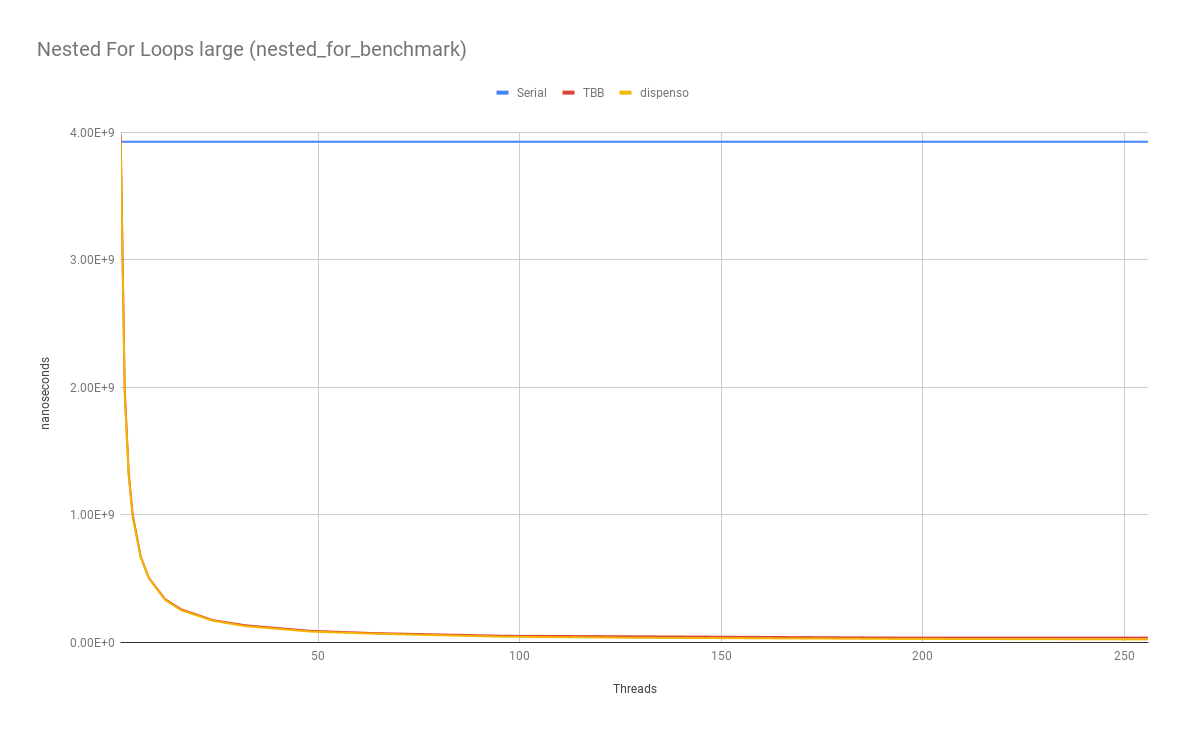 Nested For Loops large (nested_for_benchmark)
Serial TBB dispenso
4.00E+9
3.00E+9
2.00E+9
1.00E+9
0.00E+0
nanoseconds
50 100 150 200 250
Threads